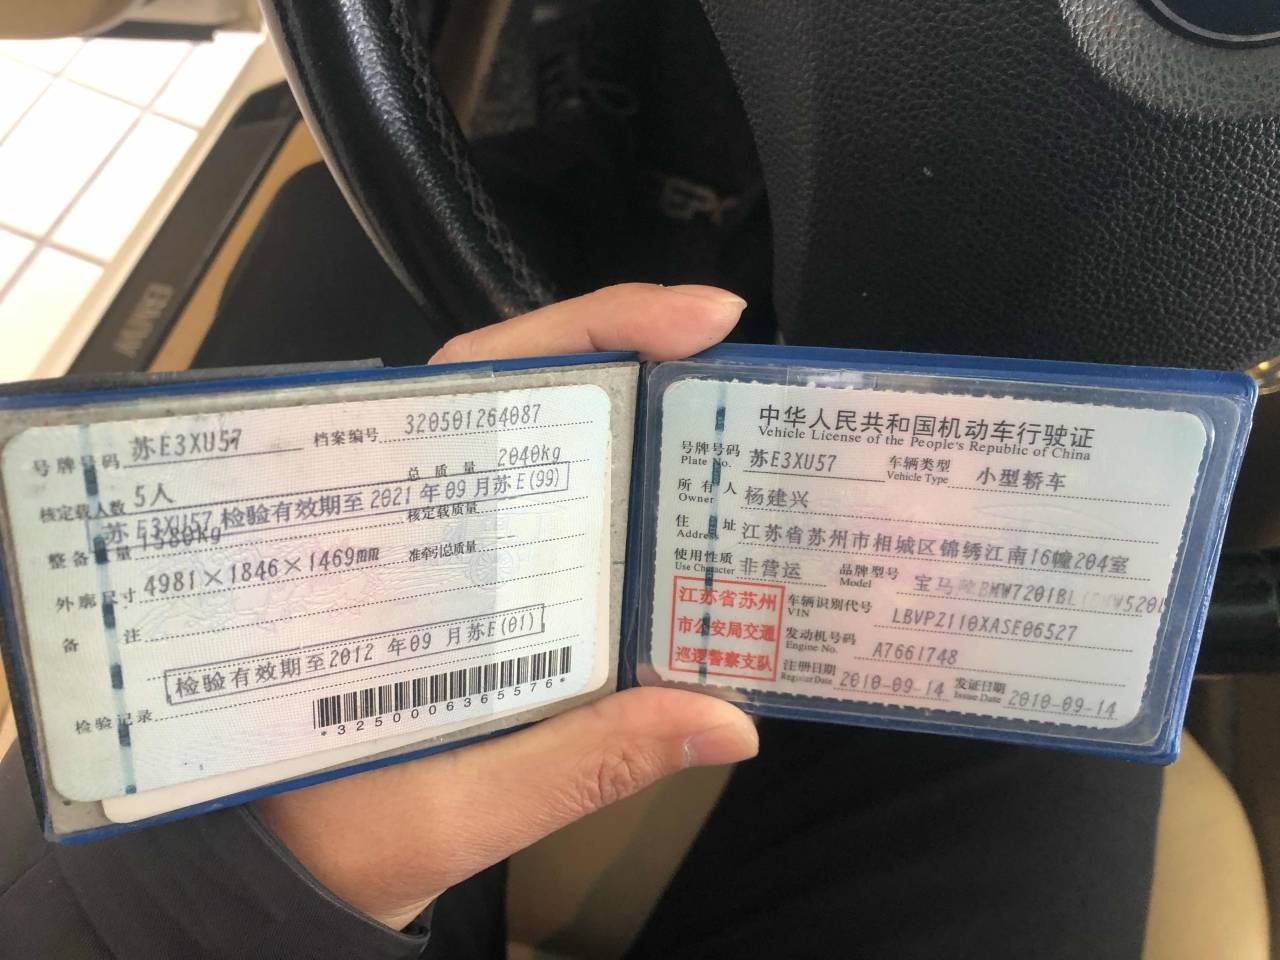 号牌号码 苏E3XU57 档案编号 320501264087
核定载人数 5人 总质量 2040kg
苏E3XU57 检验有效期至2021年09月苏E(99)
整备质量 1580kg 核定载质量 --
外廓尺寸 4981×1846×1469mm 准牵引总质量 --
备注
检验有效期至2012年09月苏E(01)
检验记录
*3250006365576*
中华人民共和国机动车行驶证
Vehicle License of the People's Republic of China
号牌号码 苏E3XU57 车辆类型 小型轿车
Plate No. Vehicle Type
所有人 杨建兴
Owner
住址 江苏省苏州市相城区锦绣江南16幢204室
Address
使用性质 非营运 品牌型号 宝马牌BMW7201BL
Use Character Model
江苏省苏州
市公安局交通
巡逻警察支队
车辆识别代号 LBVPZ110XASE06527
VIN
发动机号码 A7661748
Engine No.
注册日期 2010-09-14 发证日期 2010-09-14
Register Date Issue Date